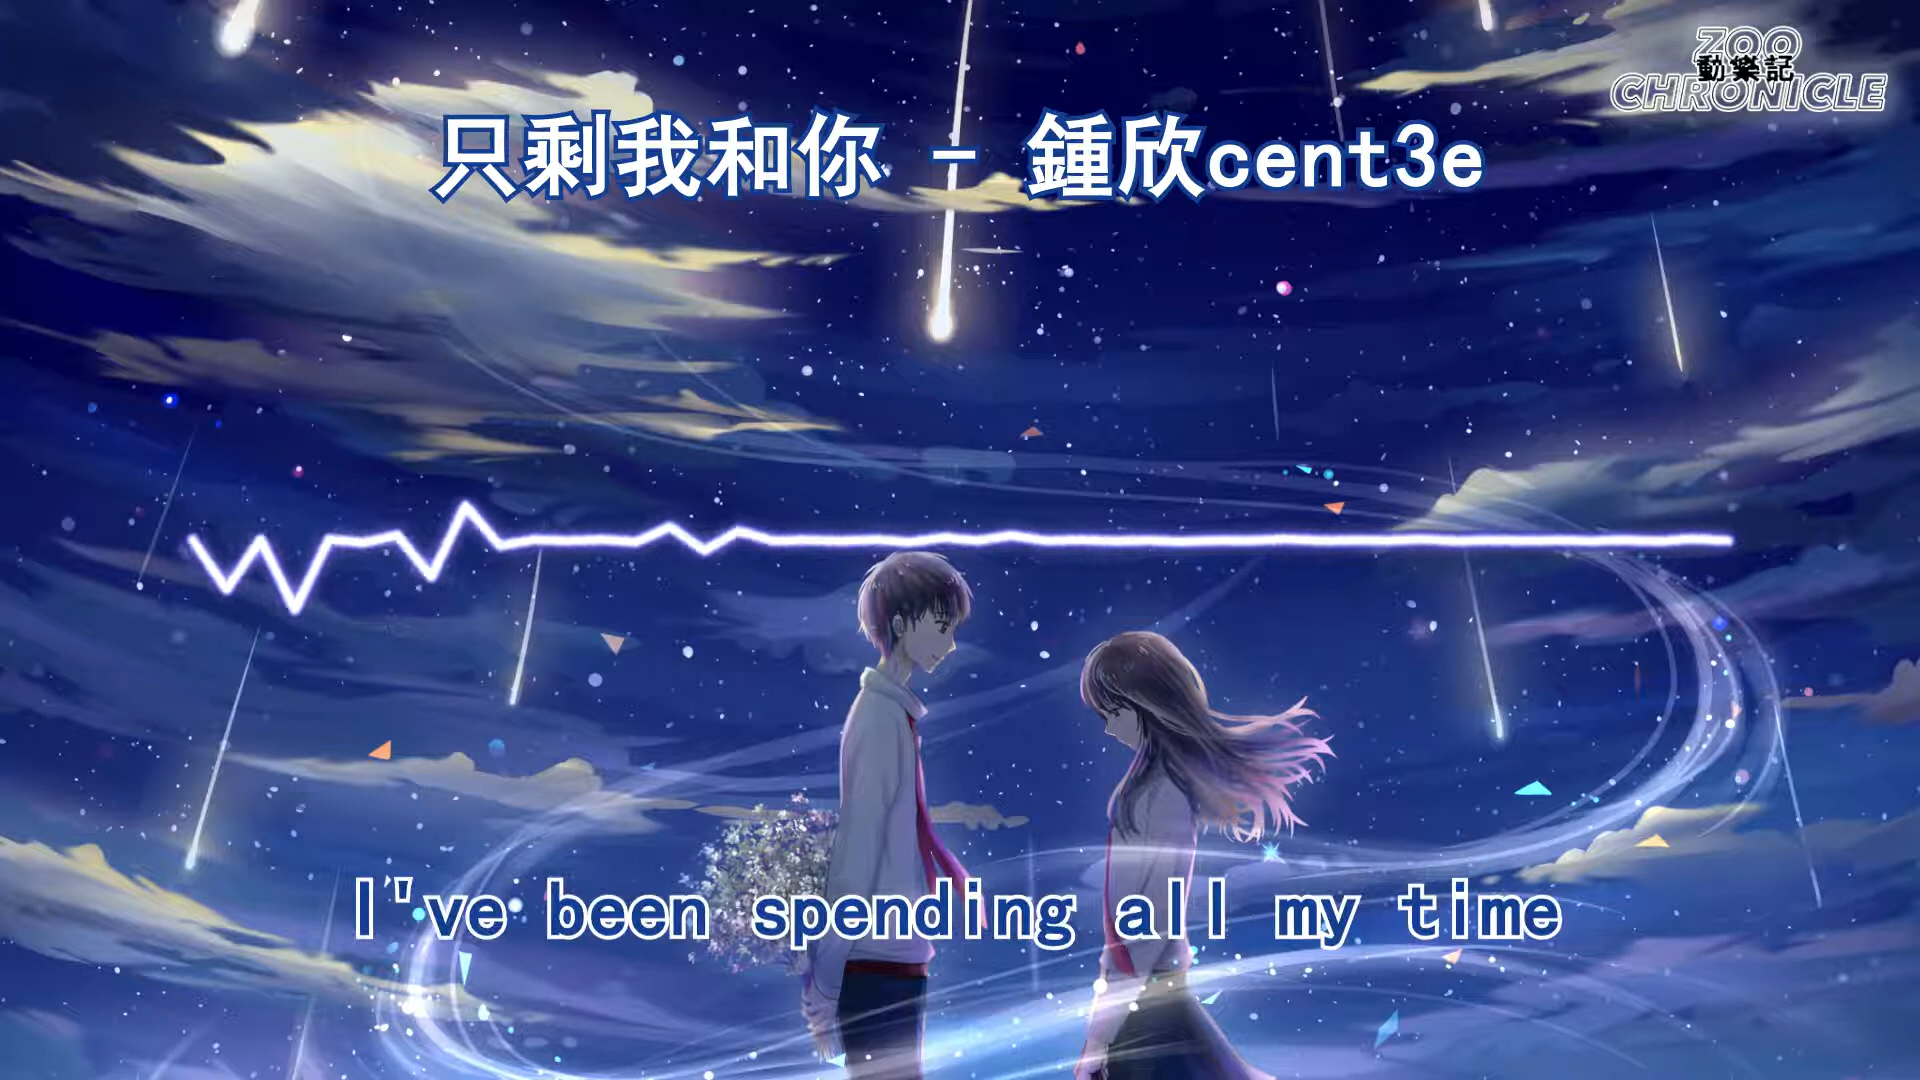 ZOO
動樂記
CHRONICLE
只剩我和你 - 鍾欣cent3e
I've been spending all my time